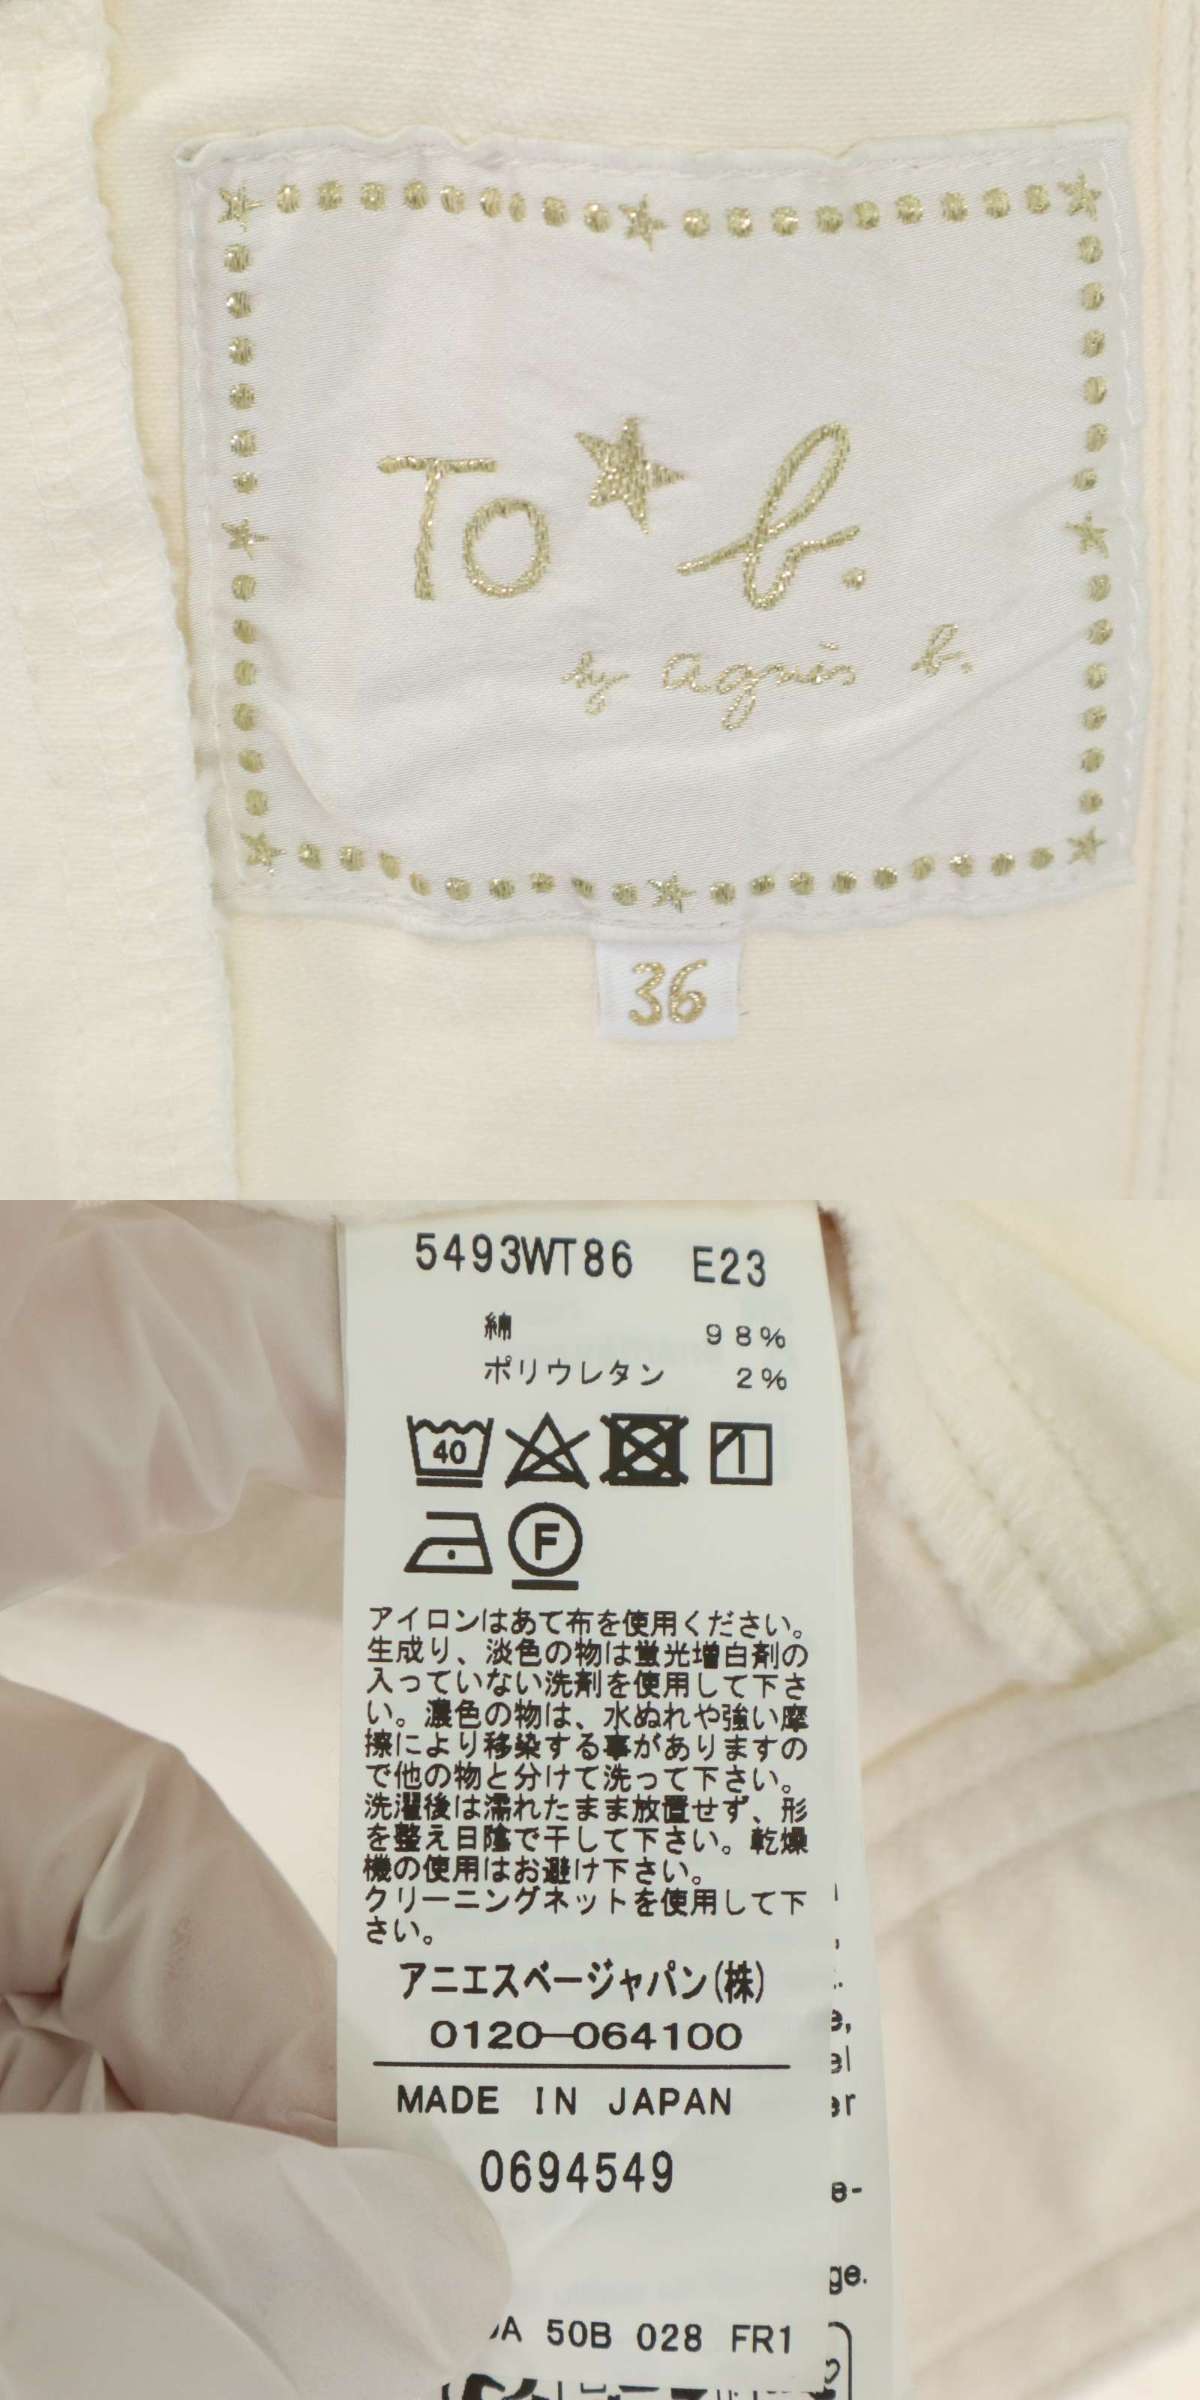 To b.
by agnès b.
36
5493WT86 E23
綿 98%
ポリウレタン 2%
40
F
アイロンはあて布を使用ください。
生成り、淡色の物は蛍光増白剤の
入っていない洗剤を使用して下さ
い。濃色の物は、水ぬれや強い摩
擦により移染する事がありますの
で他の物と分けて洗って下さい。
洗濯後は濡れたまま放置せず、形
を整え日陰で干して下さい。乾燥
機の使用はお避け下さい。
クリーニングネットを使用して下
さい。
アニエスベージャパン(株)
0120-064100
MADE IN JAPAN
0694549
50B 028 FR1